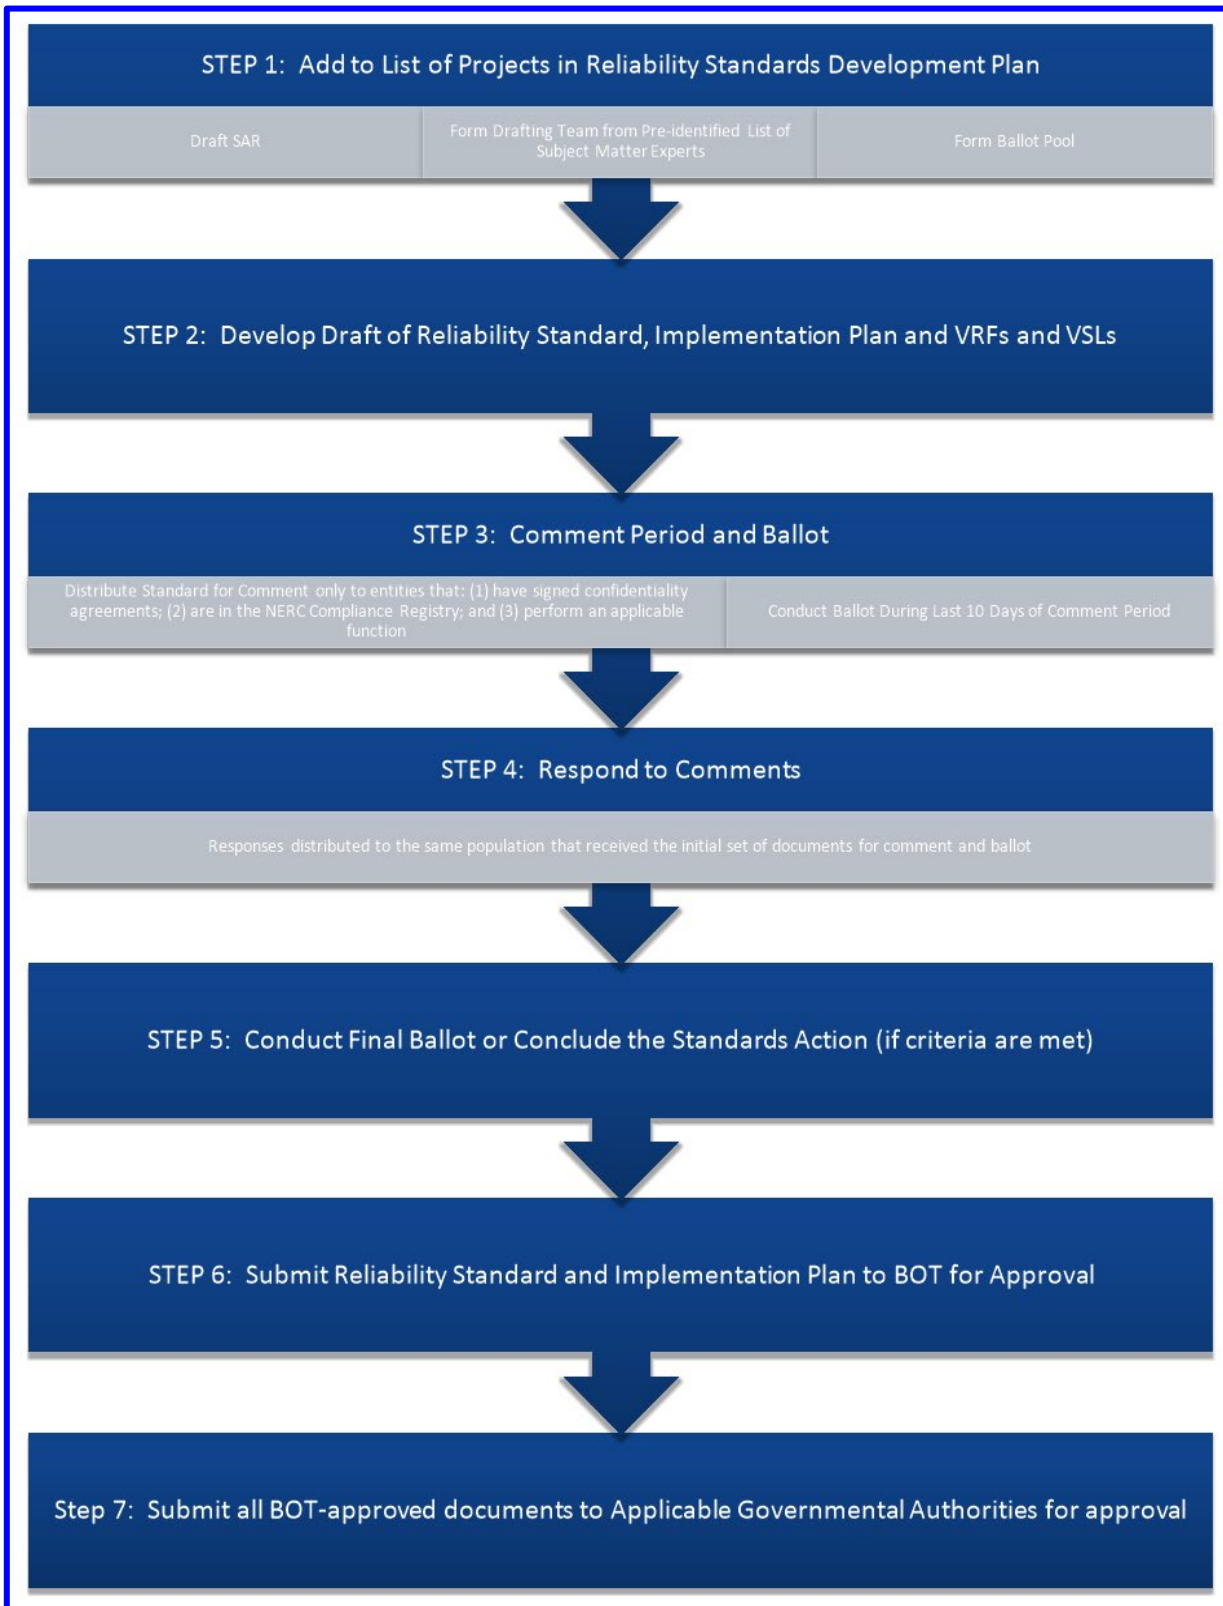 STEP 1: Add to List of Projects in Reliability Standards Development Plan
Draft SAR
Form Drafting Team from Pre-identified List of
Subject Matter Experts
Form Ballot Pool
STEP 2: Develop Draft of Reliability Standard, Implementation Plan and VRFs and VSLs
STEP 3: Comment Period and Ballot
Distribute Standard for Comment only to entities that: (1) have signed confidentiality
agreements; (2) are in the NERC Compliance Registry; and (3) perform an applicable
function
Conduct Ballot During Last 10 Days of Comment Period
STEP 4: Respond to Comments
Responses distributed to the same population that received the initial set of documents for comment and ballot
STEP 5: Conduct Final Ballot or Conclude the Standards Action (if criteria are met)
STEP 6: Submit Reliability Standard and Implementation Plan to BOT for Approval
Step 7: Submit all BOT-approved documents to Applicable Governmental Authorities for approval